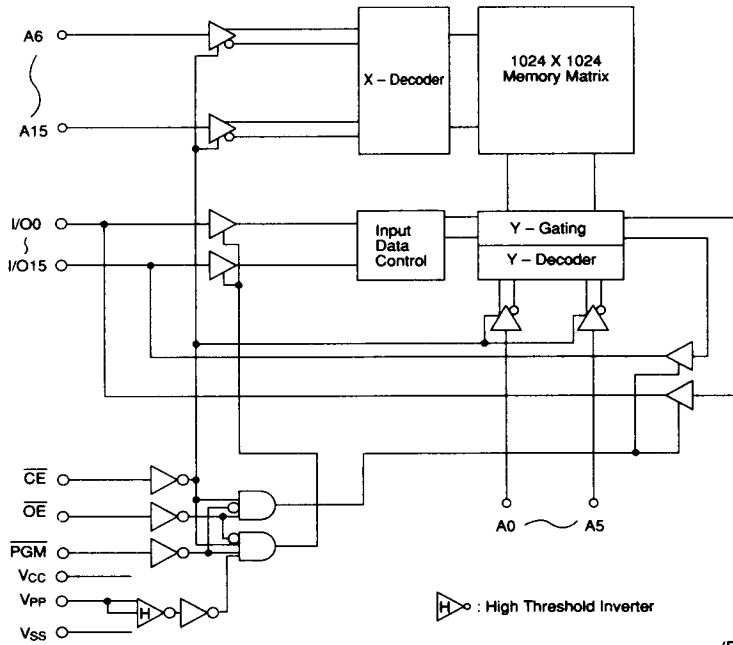 A6
A15
X – Decoder
1024 X 1024
Memory Matrix
I/O0
I/O15
Input
Data
Control
Y – Gating
Y – Decoder
CE
OE
PGM
A0
A5
VCC
VPP
VSS
H
H
: High Threshold Inverter